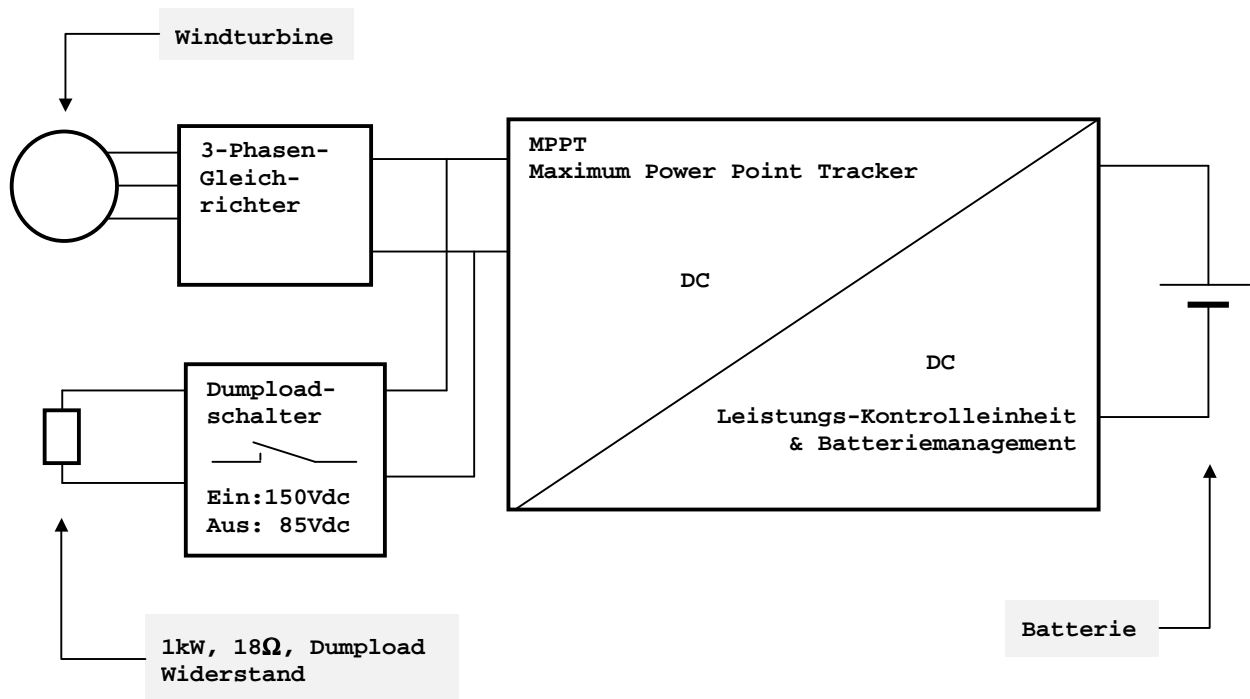 Windturbine
3-Phasen-
Gleich-
richter
MPPT
Maximum Power Point Tracker
DC
DC
Leistungs-Kontrolleinheit
& Batteriemanagement
Dumpload-
schalter
Ein:150Vdc
Aus: 85Vdc
1kW, 18Ω, Dumpload
Widerstand
Batterie